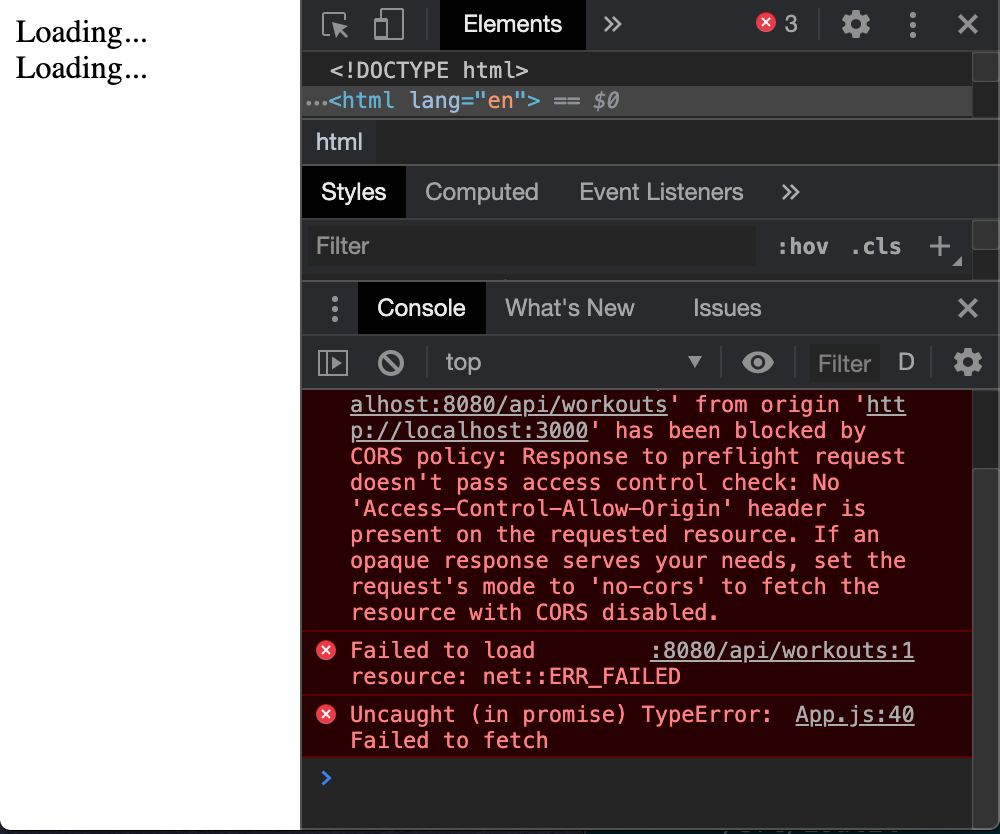 Loading...
Loading...
Elements
3
<!DOCTYPE html>
…<html lang="en"> == $0
html
Styles Computed Event Listeners
Filter :hov .cls +
Console What's New Issues
top Filter D
alhost:8080/api/workouts' from origin 'htt
p://localhost:3000' has been blocked by
CORS policy: Response to preflight request
doesn't pass access control check: No
'Access-Control-Allow-Origin' header is
present on the requested resource. If an
opaque response serves your needs, set the
request's mode to 'no-cors' to fetch the
resource with CORS disabled.
Failed to load :8080/api/workouts:1
resource: net::ERR_FAILED
Uncaught (in promise) TypeError: App.js:40
Failed to fetch